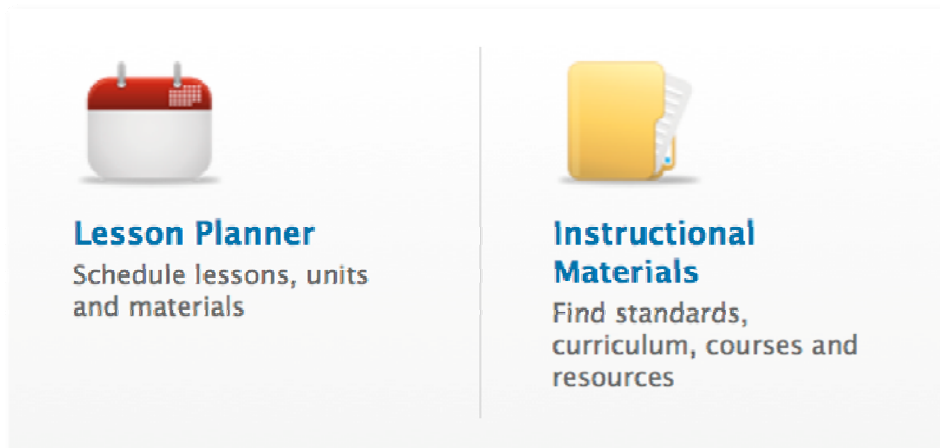 Lesson Planner
Schedule lessons, units
and materials
Instructional
Materials
Find standards,
curriculum, courses and
resources